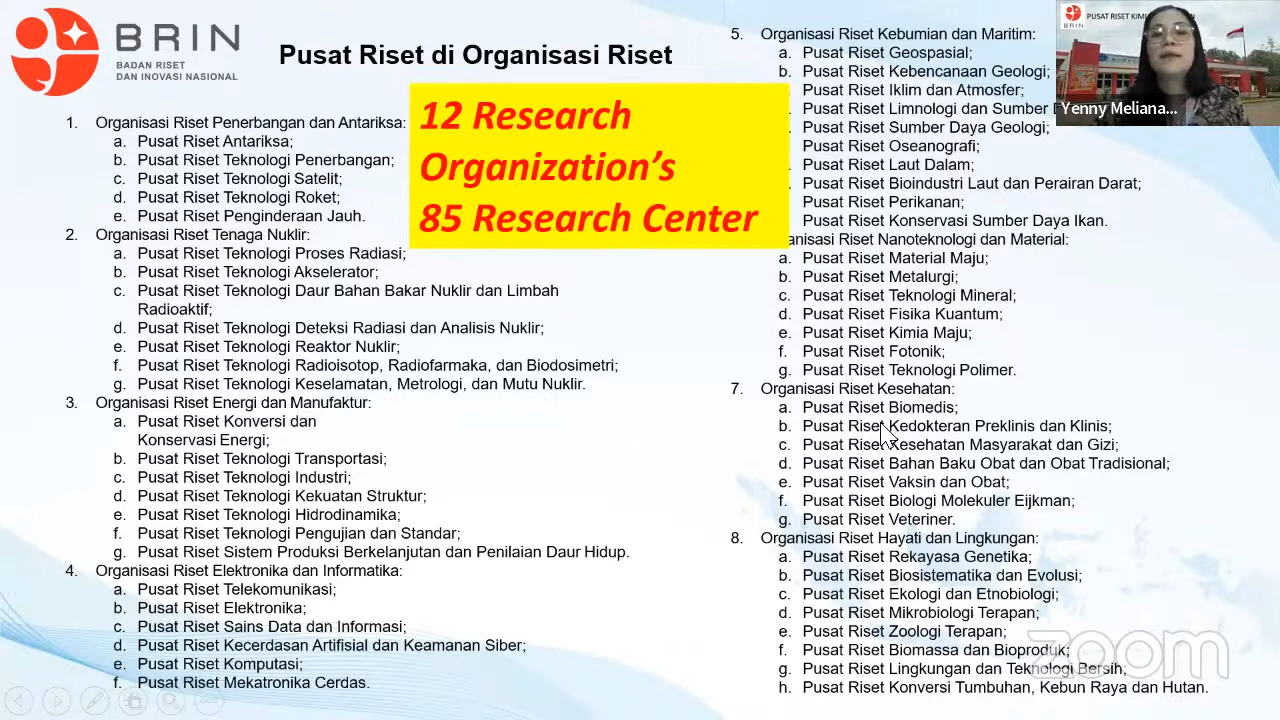 BRIN
BADAN RISET
DAN INOVASI NASIONAL
Pusat Riset di Organisasi Riset
12 Research
Organization's
85 Research Center
1. Organisasi Riset Penerbangan dan Antariksa:
a. Pusat Riset Antariksa;
b. Pusat Riset Teknologi Penerbangan;
c. Pusat Riset Teknologi Satelit;
d. Pusat Riset Teknologi Roket;
e. Pusat Riset Penginderaan Jauh.
2. Organisasi Riset Tenaga Nuklir:
a. Pusat Riset Teknologi Proses Radiasi;
b. Pusat Riset Teknologi Akselerator;
c. Pusat Riset Teknologi Daur Bahan Bakar Nuklir dan Limbah
Radioaktif;
d. Pusat Riset Teknologi Deteksi Radiasi dan Analisis Nuklir;
e. Pusat Riset Teknologi Reaktor Nuklir;
f. Pusat Riset Teknologi Radioisotop, Radiofarmaka, dan Biodosimetri;
g. Pusat Riset Teknologi Keselamatan, Metrologi, dan Mutu Nuklir.
3. Organisasi Riset Energi dan Manufaktur:
a. Pusat Riset Konversi dan
Konservasi Energi;
b. Pusat Riset Teknologi Transportasi;
c. Pusat Riset Teknologi Industri;
d. Pusat Riset Teknologi Kekuatan Struktur;
e. Pusat Riset Teknologi Hidrodinamika;
f. Pusat Riset Teknologi Pengujian dan Standar;
g. Pusat Riset Sistem Produksi Berkelanjutan dan Penilaian Daur Hidup.
4. Organisasi Riset Elektronika dan Informatika:
a. Pusat Riset Telekomunikasi;
b. Pusat Riset Elektronika;
c. Pusat Riset Sains Data dan Informasi;
d. Pusat Riset Kecerdasan Artifisial dan Keamanan Siber;
e. Pusat Riset Komputasi;
f. Pusat Riset Mekatronika Cerdas.
5. Organisasi Riset Kebumian dan Maritim:
a. Pusat Riset Geospasial;
b. Pusat Riset Kebencanaan Geologi;
Pusat Riset Iklim dan Atmosfer;
Pusat Riset Limnologi dan Sumber
Pusat Riset Sumber Daya Geologi;
Pusat Riset Oseanografi;
Pusat Riset Laut Dalam;
Pusat Riset Bioindustri Laut dan Perairan Darat;
Pusat Riset Perikanan;
Pusat Riset Konservasi Sumber Daya Ikan.
anisasi Riset Nanoteknologi dan Material:
a. Pusat Riset Material Maju;
b. Pusat Riset Metalurgi;
c. Pusat Riset Teknologi Mineral;
d. Pusat Riset Fisika Kuantum;
e. Pusat Riset Kimia Maju;
f. Pusat Riset Fotonik;
g. Pusat Riset Teknologi Polimer.
7. Organisasi Riset Kesehatan:
a. Pusat Riset Biomedis;
b. Pusat Riset Kedokteran Preklinis dan Klinis;
c. Pusat Riset Kesehatan Masyarakat dan Gizi;
d. Pusat Riset Bahan Baku Obat dan Obat Tradisional;
e. Pusat Riset Vaksin dan Obat;
f. Pusat Riset Biologi Molekuler Eijkman;
g. Pusat Riset Veteriner.
8. Organisasi Riset Hayati dan Lingkungan:
a. Pusat Riset Rekayasa Genetika;
b. Pusat Riset Biosistematika dan Evolusi;
c. Pusat Riset Ekologi dan Etnobiologi;
d. Pusat Riset Mikrobiologi Terapan;
e. Pusat Riset Zoologi Terapan;
f. Pusat Riset Biomassa dan Bioproduk;
g. Pusat Riset Lingkungan dan Teknologi Bersih;
h. Pusat Riset Konversi Tumbuhan, Kebun Raya dan Hutan.
PUSAT RISET
Yenny Meliana...
zoom